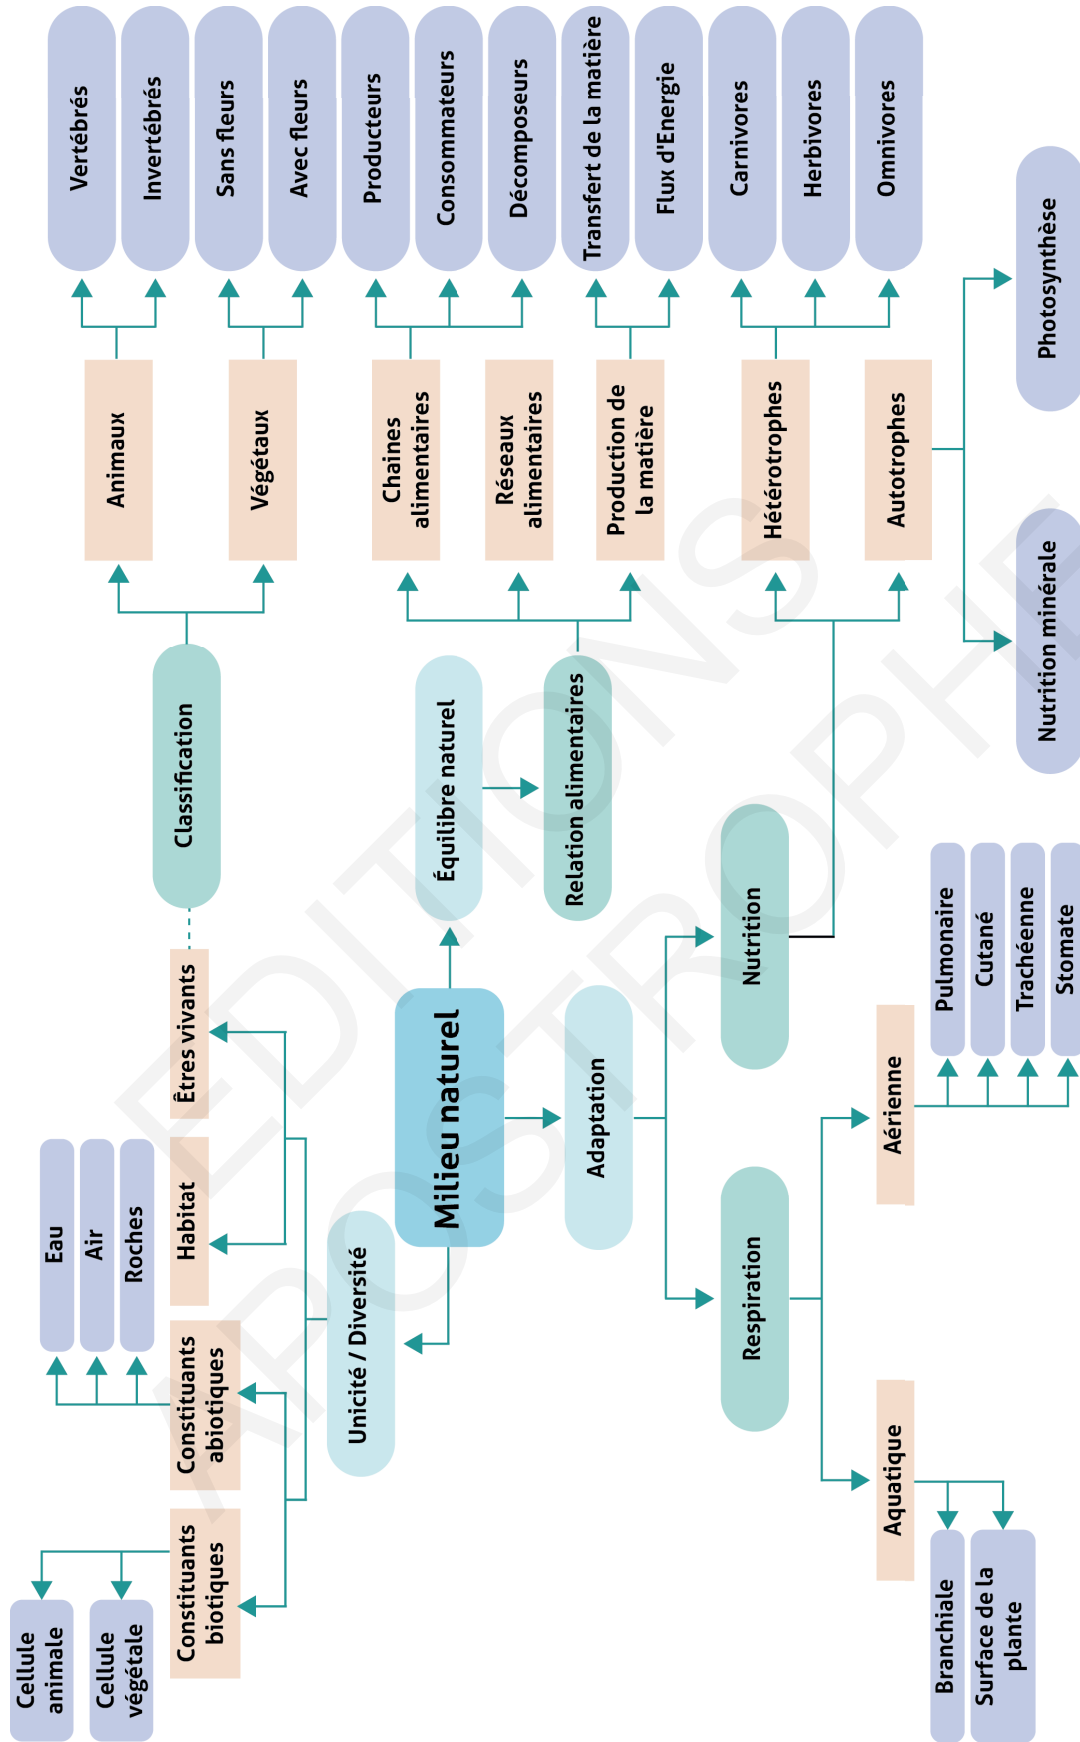 Cellule
animale
Cellule
végétale
Eau
Air
Roches
Constituants
biotiques
Constituants
abiotiques
Habitat
Êtres vivants
Classification
Animaux
Végétaux
Vertébrés
Invertébrés
Sans fleurs
Avec fleurs
Unicité / Diversité
Milieu naturel
Équilibre naturel
Relation alimentaires
Chaines
alimentaires
Réseaux
alimentaires
Production de
la matière
Producteurs
Consommateurs
Décomposeurs
Transfert de la matière
Flux d'Energie
Adaptation
Respiration
Nutrition
Hétérotrophes
Autotrophes
Carnivores
Herbivores
Omnivores
Aquatique
Aérienne
Branchiale
Surface de la
plante
Pulmonaire
Cutané
Trachéenne
Stomate
Nutrition minérale
Photosynthèse
EDITIONS
APOSTROPHE